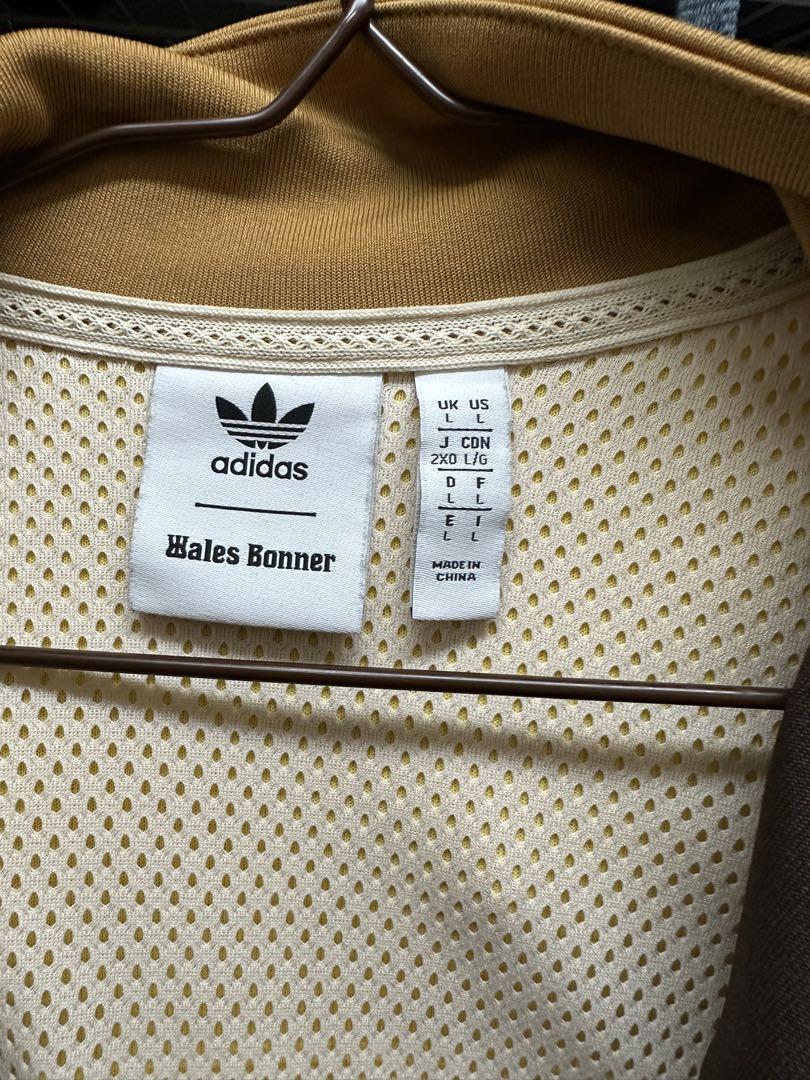 adidas
Wales Bonner
UK US
L L
J CDN
2XO L/G
D F
L L
E I
L L
MADE IN
CHINA